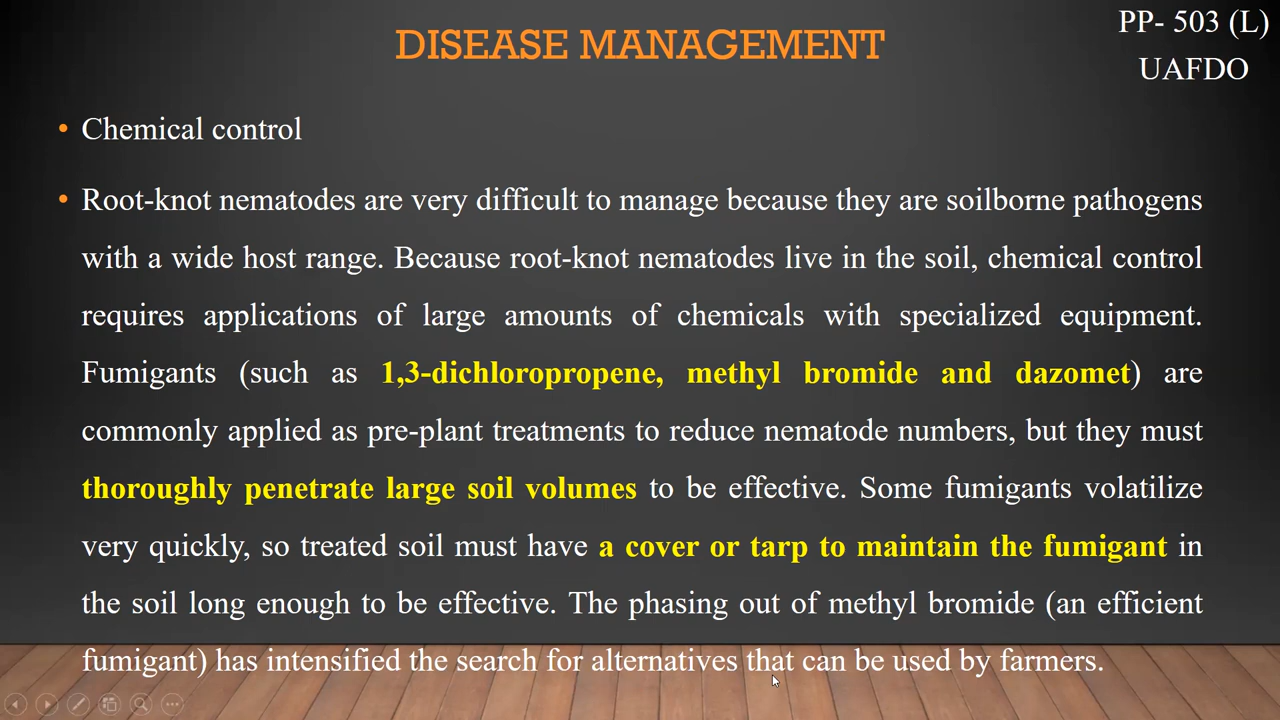 DISEASE MANAGEMENT
PP- 503 (L)
UAFDO
• Chemical control
• Root-knot nematodes are very difficult to manage because they are soilborne pathogens
with a wide host range. Because root-knot nematodes live in the soil, chemical control
requires applications of large amounts of chemicals with specialized equipment.
Fumigants (such as 1,3-dichloropropene, methyl bromide and dazomet) are
commonly applied as pre-plant treatments to reduce nematode numbers, but they must
thoroughly penetrate large soil volumes to be effective. Some fumigants volatilize
very quickly, so treated soil must have a cover or tarp to maintain the fumigant in
the soil long enough to be effective. The phasing out of methyl bromide (an efficient
fumigant) has intensified the search for alternatives that can be used by farmers.